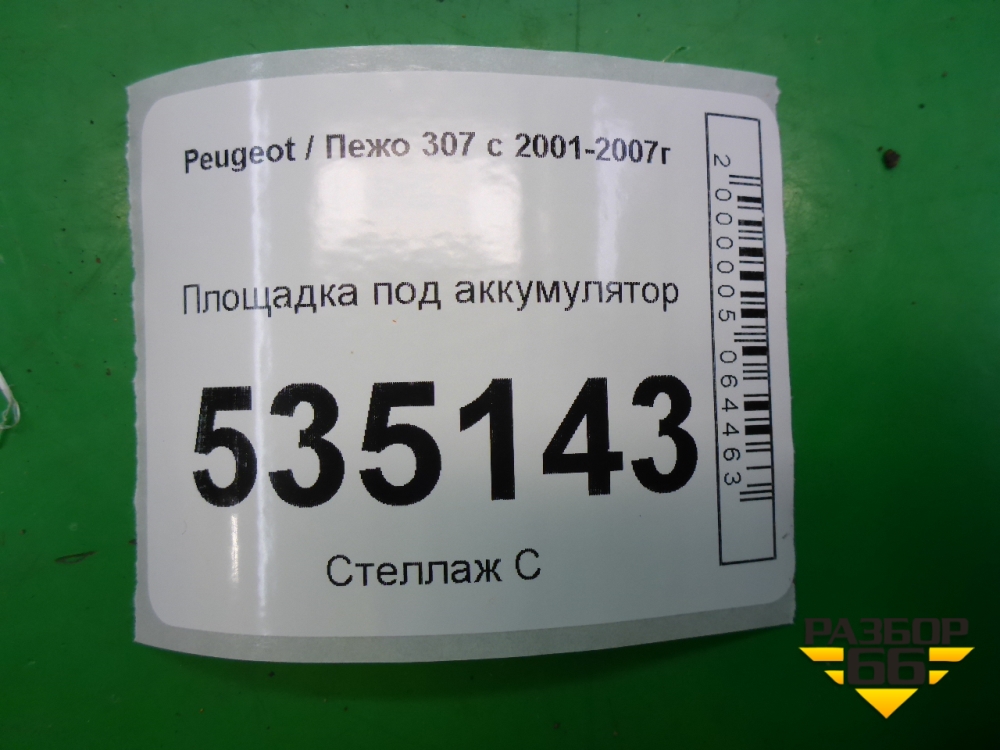 Peugeot / Пежо 307 с 2001-2007г
Площадка под аккумулятор
535143
Стеллаж С
2000005064463
РАЗБОР
66